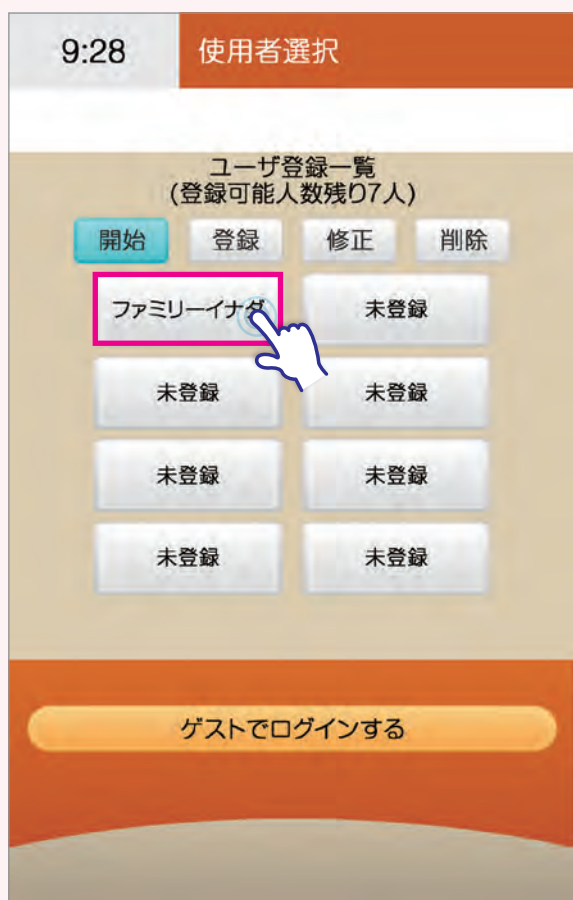 9:28
使用者選択
ユーザ登録一覧
(登録可能人数残り7人)
開始 登録 修正 削除
ファミリーイナダ 未登録
未登録 未登録
未登録 未登録
未登録 未登録
ゲストでログインする